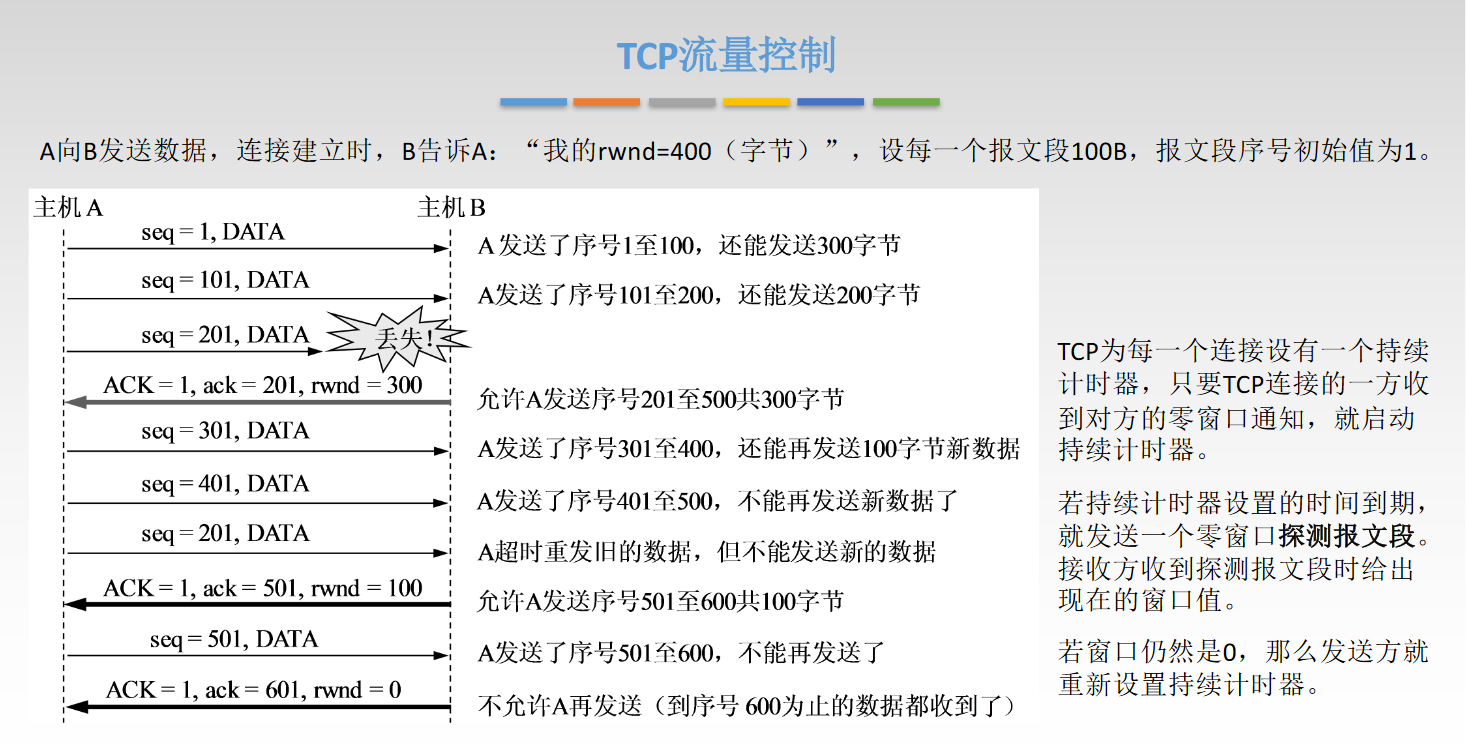 TCP流量控制
A向B发送数据，连接建立时，B告诉A：“我的rwnd=400（字节）”，设每一个报文段100B，报文段序号初始值为1。
主机A 主机B
seq = 1, DATA
A发送了序号1至100，还能发送300字节
seq = 101, DATA
A发送了序号101至200，还能发送200字节
seq = 201, DATA
丢失!
ACK = 1, ack = 201, rwnd = 300
允许A发送序号201至500共300字节
seq = 301, DATA
A发送了序号301至400，还能再发送100字节新数据
seq = 401, DATA
A发送了序号401至500，不能再发送新数据了
seq = 201, DATA
A超时重发旧的数据，但不能发送新的数据
ACK = 1, ack = 501, rwnd = 100
允许A发送序号501至600共100字节
seq = 501, DATA
A发送了序号501至600，不能再发送了
ACK = 1, ack = 601, rwnd = 0
不允许A再发送（到序号600为止的数据都收到了）
TCP为每一个连接设有一个持续
计时器，只要TCP连接的一方收
到对方的零窗口通知，就启动
持续计时器。
若持续计时器设置的时间到期，
就发送一个零窗口探测报文段。
接收方收到探测报文段时给出
现在的窗口值。
若窗口仍然是0，那么发送方就
重新设置持续计时器。